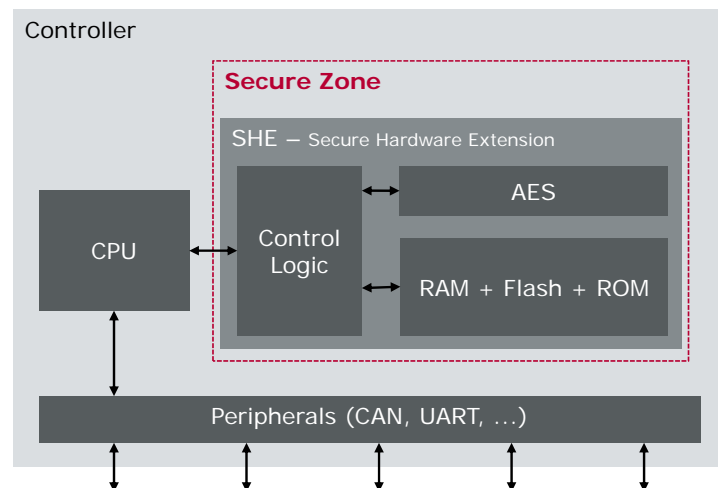 Controller
Secure Zone
SHE – Secure Hardware Extension
AES
CPU
Control
Logic
RAM + Flash + ROM
Peripherals (CAN, UART, ...)